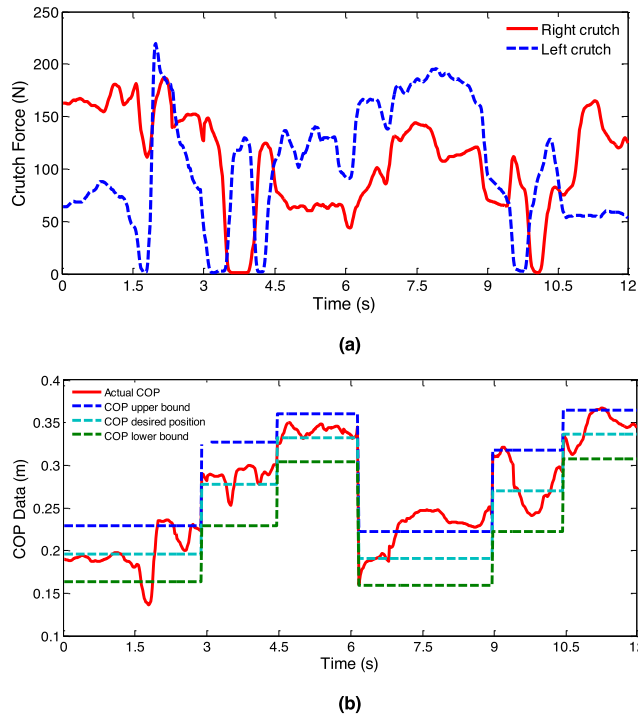 250
200
150
100
50
0
Crutch Force (N)
Right crutch
Left crutch
0 1.5 3 4.5 6 7.5 9 10.5 12
Time (s)
(a)
0.4
0.35
0.3
0.25
0.2
0.15
0.1
COP Data (m)
Actual COP
COP upper bound
COP desired position
COP lower bound
0 1.5 3 4.5 6 7.5 9 10.5 12
Time (s)
(b)